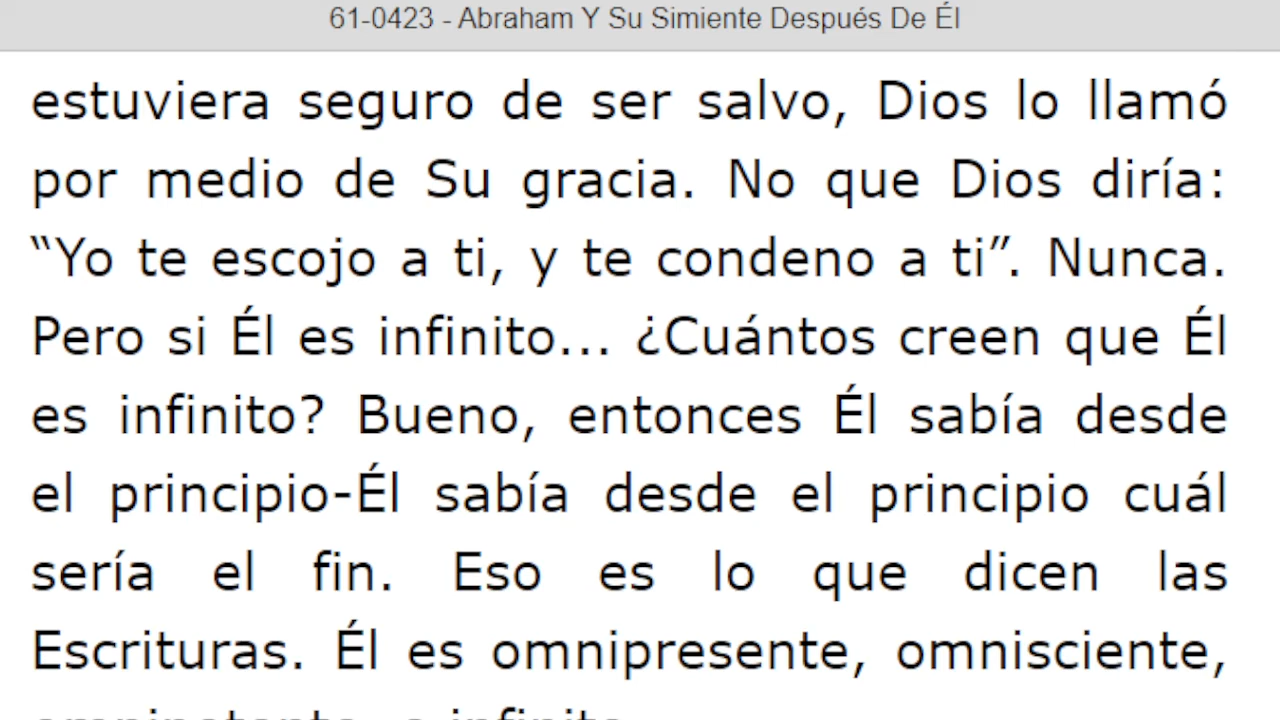 61-0423 - Abraham Y Su Simiente Después De Él
estuviera seguro de ser salvo, Dios lo llamó
por medio de Su gracia. No que Dios diría:
“Yo te escojo a ti, y te condeno a ti”. Nunca.
Pero si Él es infinito... ¿Cuántos creen que Él
es infinito? Bueno, entonces Él sabía desde
el principio-Él sabía desde el principio cuál
sería el fin. Eso es lo que dicen las
Escrituras. Él es omnipresente, omnisciente,